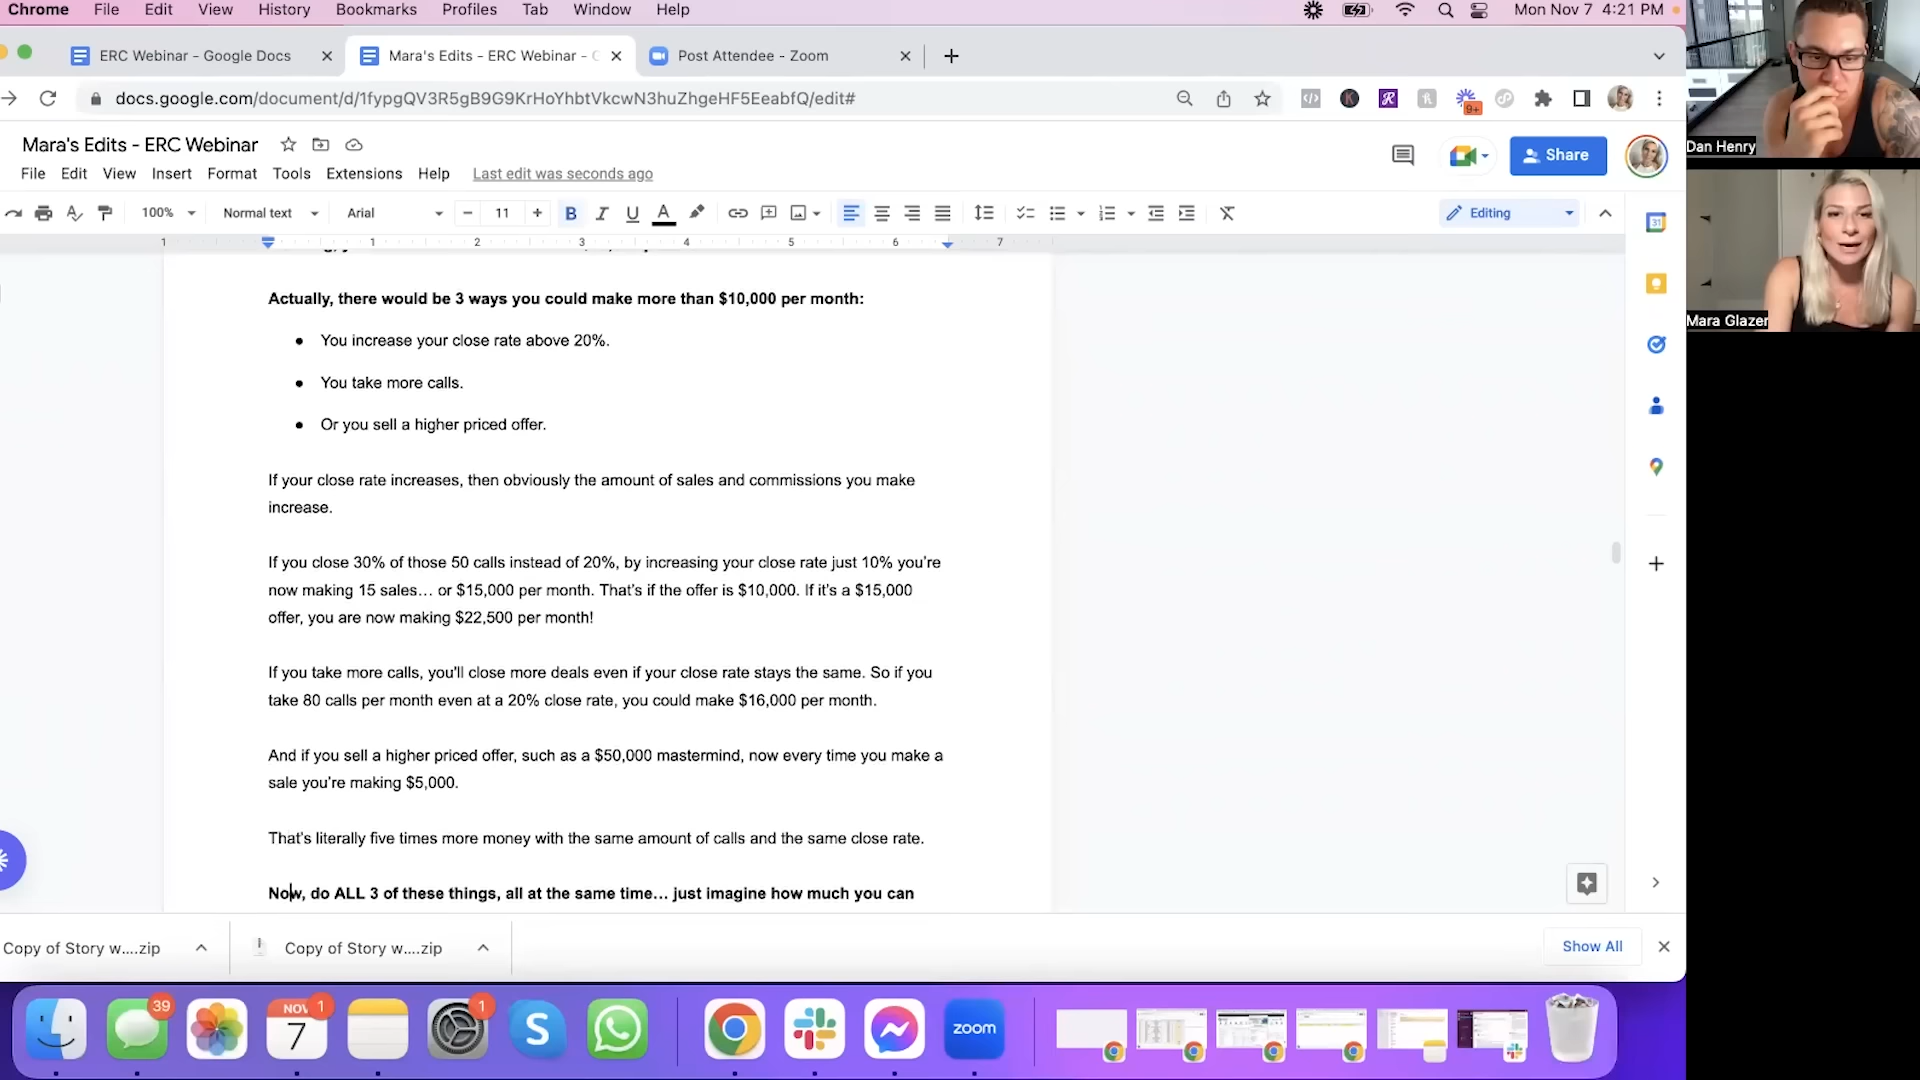 Chrome File Edit View History Bookmarks Profiles Tab Window Help Mon Nov 7 4:21 PM
ERC Webinar - Google Docs Mara's Edits - ERC Webinar - G Post Attendee - Zoom
docs.google.com/document/d/1fypgQV3R5gB9G9KrHoYhbtVkcwN3huZhgeHF5EeabfQ/edit#
9+
Dan Henry
Mara's Edits - ERC Webinar
Share
File Edit View Insert Format Tools Extensions Help Last edit was seconds ago
100% Normal text Arial 11 B I U A Editing
1 1 2 3 4 5 6 7
31
Mara Glazer
Actually, there would be 3 ways you could make more than $10,000 per month:
● You increase your close rate above 20%.
● You take more calls.
● Or you sell a higher priced offer.
If your close rate increases, then obviously the amount of sales and commissions you make
increase.
If you close 30% of those 50 calls instead of 20%, by increasing your close rate just 10% you're
now making 15 sales… or $15,000 per month. That's if the offer is $10,000. If it's a $15,000
offer, you are now making $22,500 per month!
If you take more calls, you'll close more deals even if your close rate stays the same. So if you
take 80 calls per month even at a 20% close rate, you could make $16,000 per month.
And if you sell a higher priced offer, such as a $50,000 mastermind, now every time you make a
sale you're making $5,000.
That's literally five times more money with the same amount of calls and the same close rate.
Now, do ALL 3 of these things, all at the same time… just imagine how much you can
Copy of Story w....zip Copy of Story w....zip Show All
39 NOV 7 1 1 S zoom